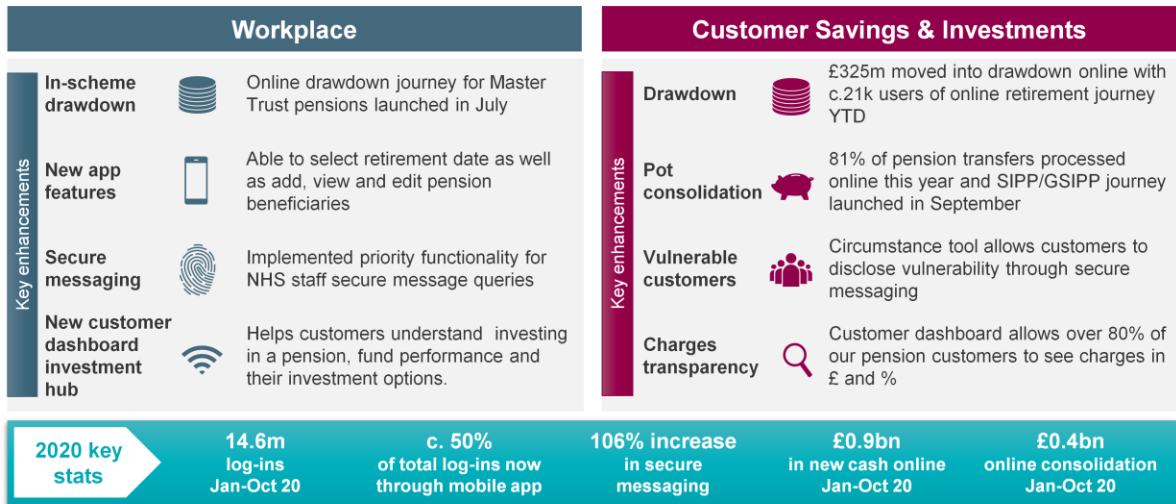 Workplace
Key enhancements
In-scheme
drawdown
Online drawdown journey for Master
Trust pensions launched in July
New app
features
Able to select retirement date as well
as add, view and edit pension
beneficiaries
Secure
messaging
Implemented priority functionality for
NHS staff secure message queries
New customer
dashboard
investment
hub
Helps customers understand  investing
in a pension, fund performance and
their investment options.
Customer Savings & Investments
Key enhancements
Drawdown
£325m moved into drawdown online with
c.21k users of online retirement journey
YTD
Pot
consolidation
81% of pension transfers processed
online this year and SIPP/GSIPP journey
launched in September
Vulnerable
customers
Circumstance tool allows customers to
disclose vulnerability through secure
messaging
Charges
transparency
Customer dashboard allows over 80% of
our pension customers to see charges in
£ and %
2020 key
stats
14.6m
log-ins
Jan-Oct 20
c. 50%
of total log-ins now
through mobile app
106% increase
in secure
messaging
£0.9bn
in new cash online
Jan-Oct 20
£0.4bn
online consolidation
Jan-Oct 20